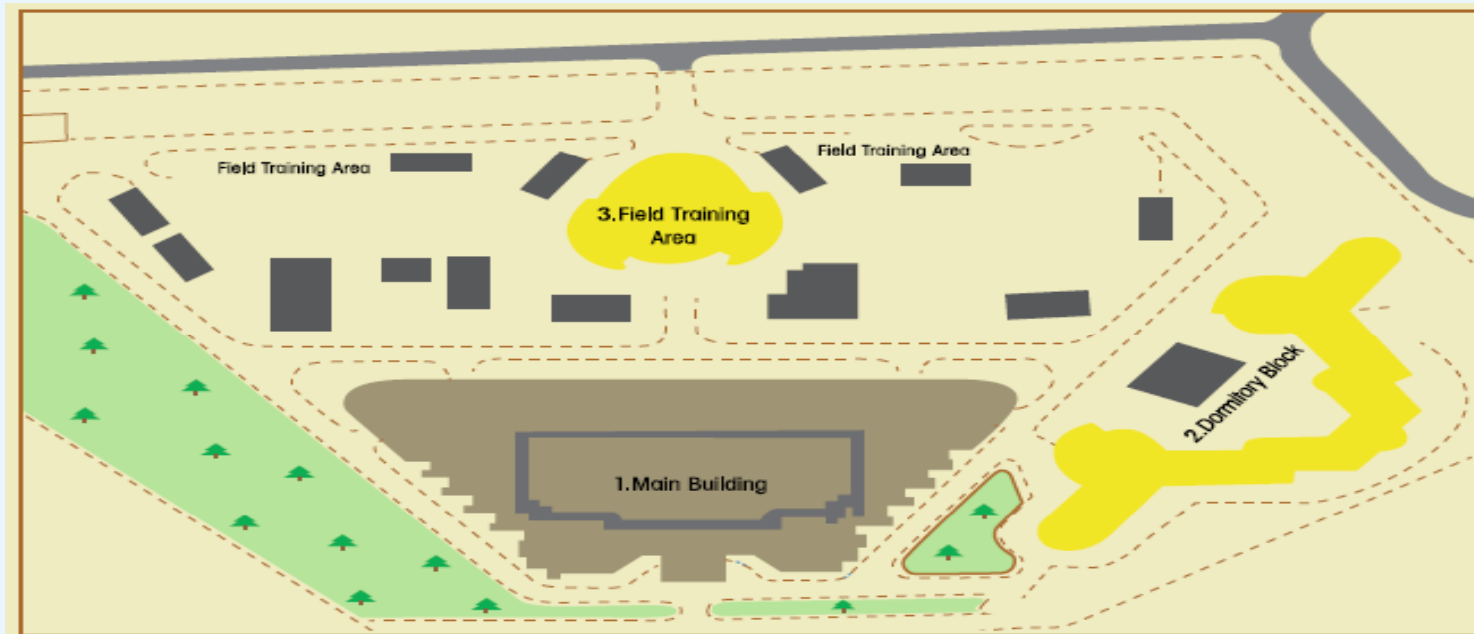 Field Training Area
Field Training Area
3.Field Training
Area
2.Dormitory Block
1.Main Building